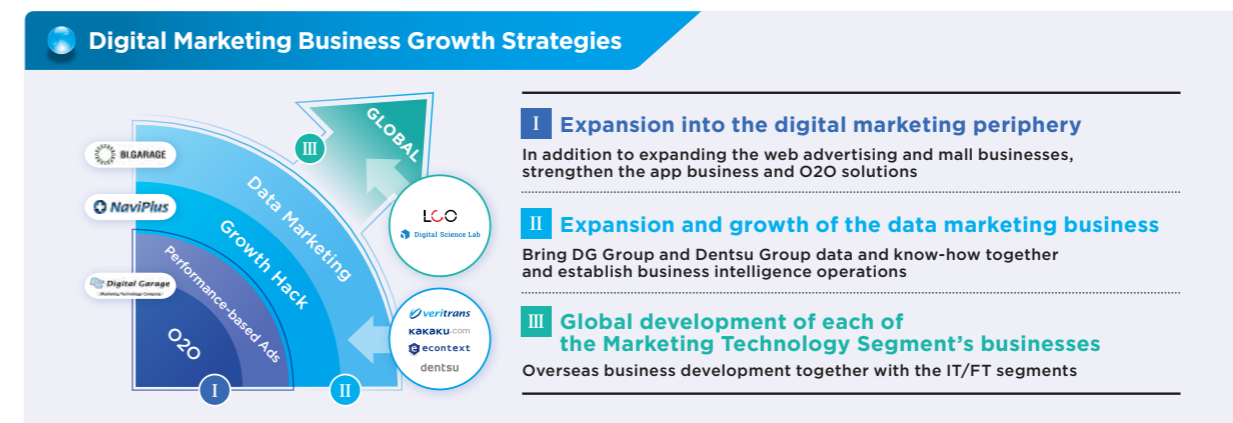 Digital Marketing Business Growth Strategies
GLOBAL
III
BI.GARAGE
Data Marketing
NaviPlus
Growth Hack
Performance-based Ads
Digital Garage
Marketing Technology Company
O2O
I
II
Digital Science Lab
veritrans
kakaku.com
econtext
dentsu
I Expansion into the digital marketing periphery
In addition to expanding the web advertising and mall businesses,
strengthen the app business and O2O solutions
II Expansion and growth of the data marketing business
Bring DG Group and Dentsu Group data and know-how together
and establish business intelligence operations
III Global development of each of
the Marketing Technology Segment's businesses
Overseas business development together with the IT/FT segments